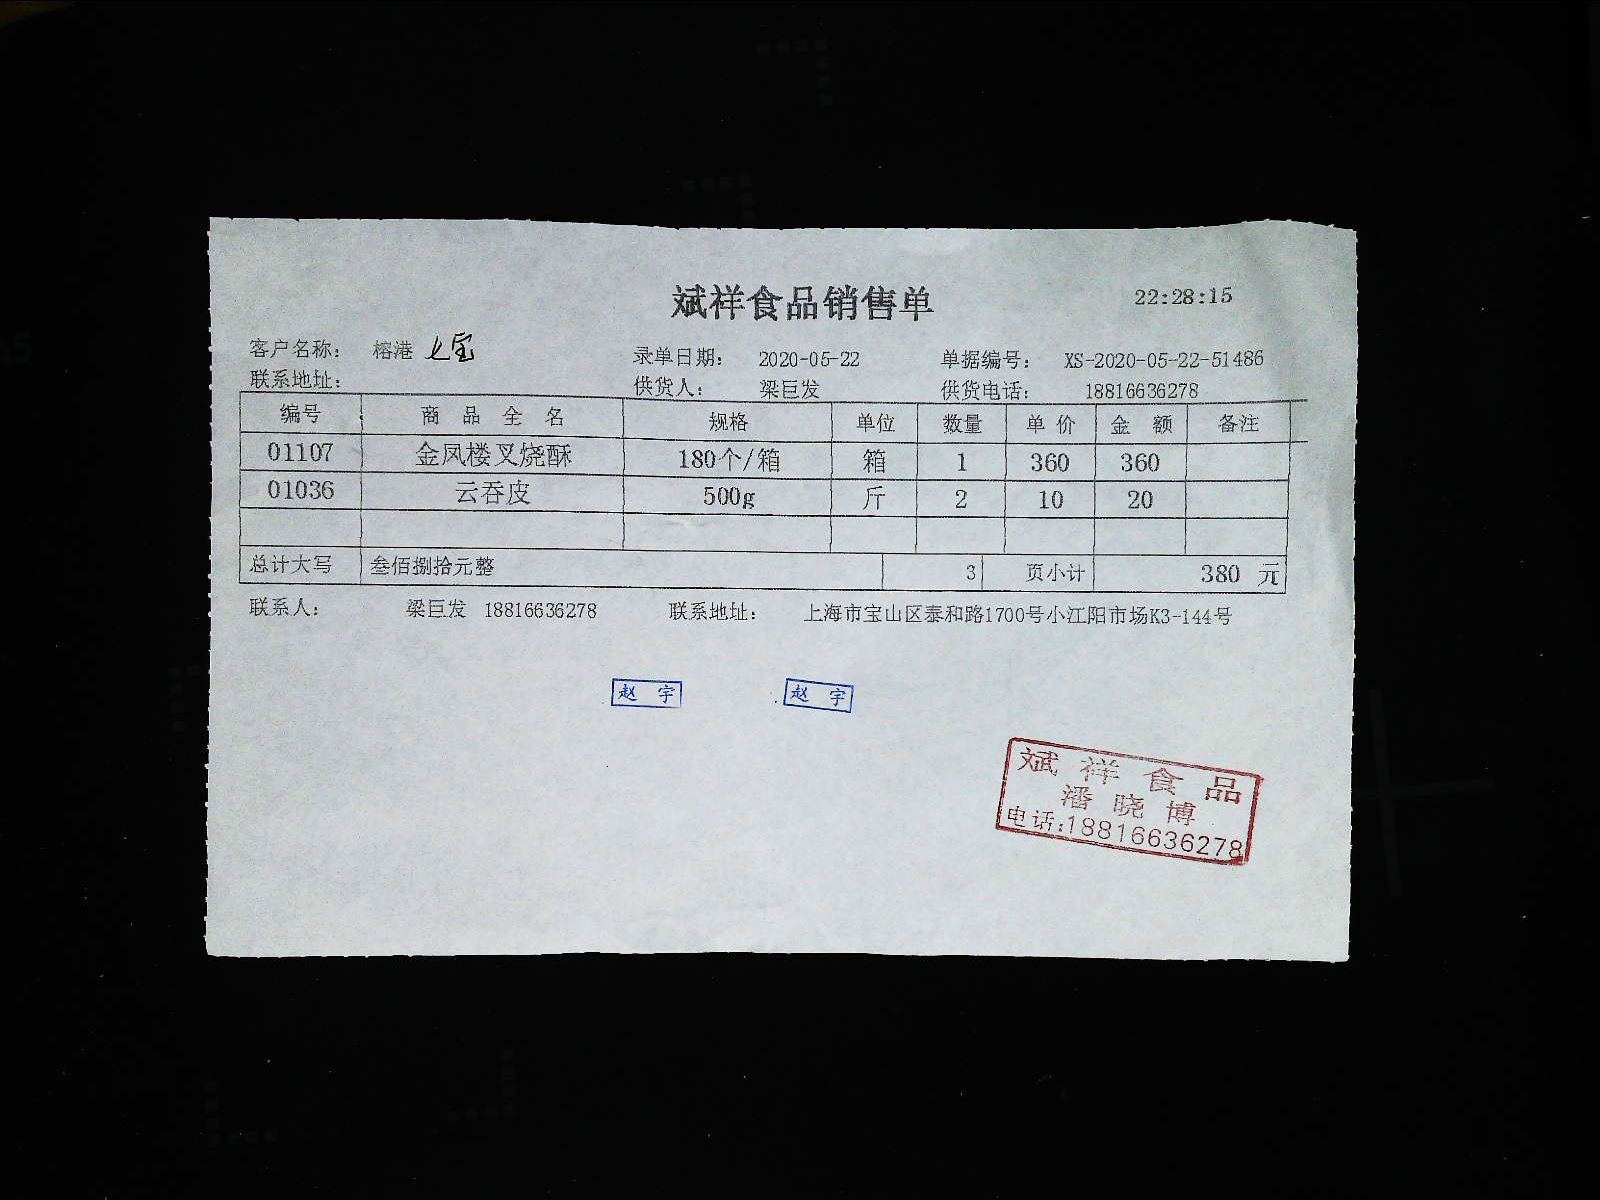 斌祥食品销售单 22:28:15
客户名称： 榕港 七宝 录单日期： 2020-05-22 单据编号： XS-2020-05-22-51486
联系地址： 供货人： 梁巨发 供货电话： 18816636278
编号 商 品 全 名 规格 单位 数量 单 价 金 额 备注
01107 金凤楼叉烧酥 180个/箱 箱 1 360 360
01036 云吞皮 500g 斤 2 10 20
总计大写 叁佰捌拾元整 3 页小计 380 元
联系人： 梁巨发 18816636278 联系地址： 上海市宝山区泰和路1700号小江阳市场K3-144号
赵 宇 赵 宇
斌 祥 食 品
潘 晓 博
电话:18816636278